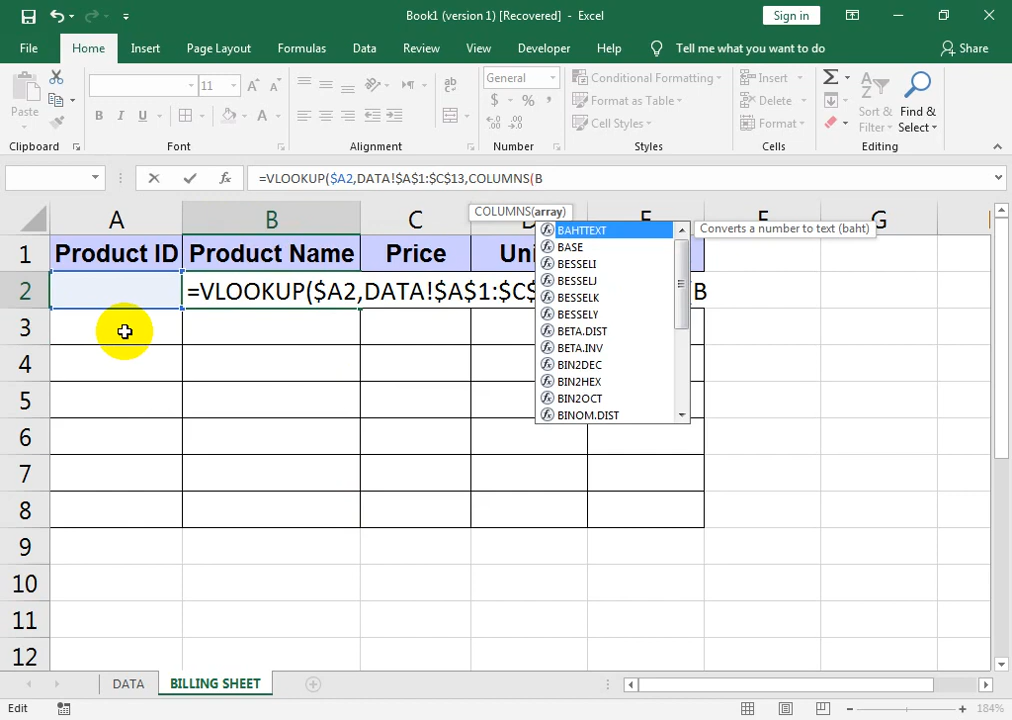 Book1 (version 1) [Recovered] - Excel
Sign in
File Home Insert Page Layout Formulas Data Review View Developer Help Tell me what you want to do Share
Paste
11
General
Conditional Formatting
Format as Table
Cell Styles
Insert
Delete
Format
Sort & Filter
Find & Select
Clipboard Font Alignment Number Styles Cells Editing
=VLOOKUP($A2,DATA!$A$1:$C$13,COLUMNS(B
COLUMNS(array)
A B C F G
1 Product ID Product Name Price
2 =VLOOKUP($A2,DATA!$A$1:$C B
3
4
5
6
7
8
9
10
11
12
BAHTTEXT
BASE
BESSELI
BESSELJ
BESSELK
BESSELY
BETA.DIST
BETA.INV
BIN2DEC
BIN2HEX
BIN2OCT
BINOM.DIST
Converts a number to text (baht)
DATA BILLING SHEET
Edit
184%